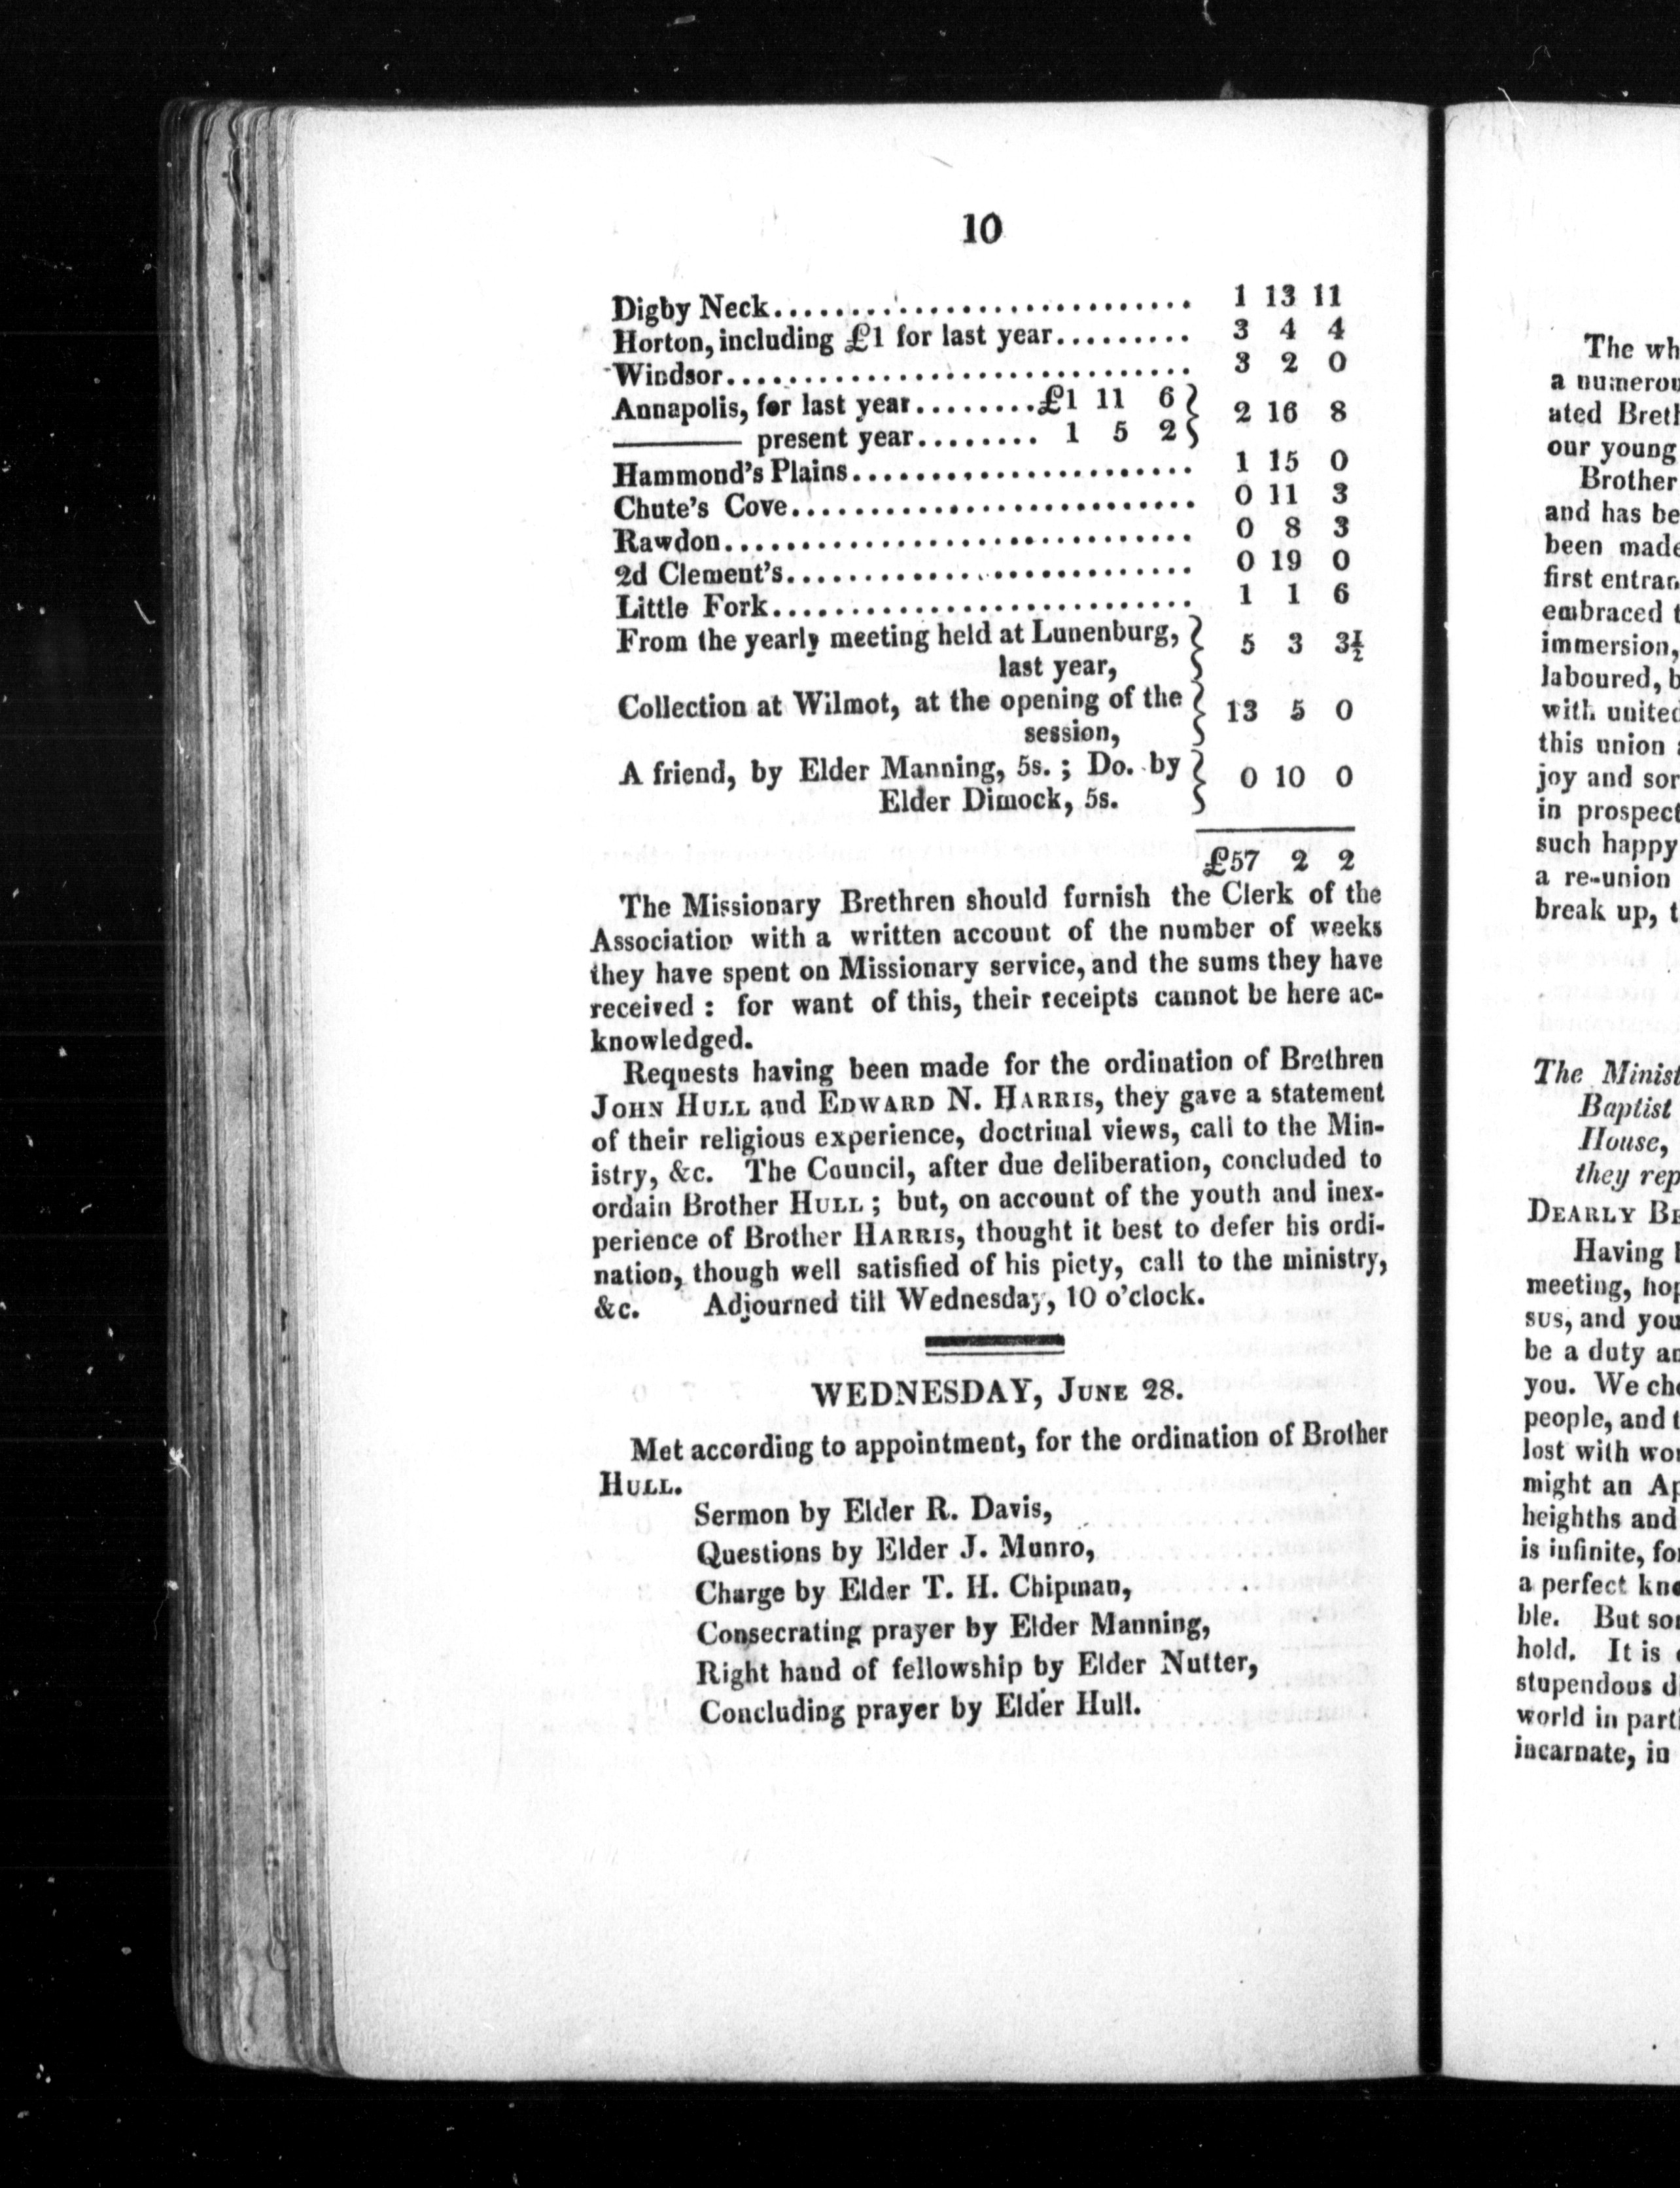 10
Digby Neck............................ 1 13 11
Horton, including £1 for last year......... 3 4 4
Windsor............................... 3 2 0
Annapolis, for last year........£1 11 6 } 2 16 8
——— present year........ 1 5 2
Hammond's Plains....................... 1 15 0
Chute's Cove........................... 0 11 3
Rawdon............................... 0 8 3
2d Clement's........................... 0 19 0
Little Fork............................ 1 1 6
From the yearly meeting held at Lunenburg, } 5 3 3½
last year,
Collection at Wilmot, at the opening of the } 13 5 0
session,
A friend, by Elder Manning, 5s. ; Do. by } 0 10 0
Elder Dimock, 5s.
£57 2 2
The Missionary Brethren should furnish the Clerk of the
Association with a written account of the number of weeks
they have spent on Missionary service, and the sums they have
received : for want of this, their receipts cannot be here ac-
knowledged.
Requests having been made for the ordination of Brethren
JOHN HULL and EDWARD N. HARRIS, they gave a statement
of their religious experience, doctrinal views, call to the Min-
istry, &c. The Council, after due deliberation, concluded to
ordain Brother HULL ; but, on account of the youth and inex-
perience of Brother HARRIS, thought it best to defer his ordi-
nation, though well satisfied of his piety, call to the ministry,
&c. Adjourned till Wednesday, 10 o'clock.
WEDNESDAY, JUNE 28.
Met according to appointment, for the ordination of Brother
HULL.
Sermon by Elder R. Davis,
Questions by Elder J. Munro,
Charge by Elder T. H. Chipman,
Consecrating prayer by Elder Manning,
Right hand of fellowship by Elder Nutter,
Concluding prayer by Elder Hull.
The wh
a numerou
ated Breth
our young
Brother
and has be
been made
first entran
embraced t
immersion,
laboured, b
with united
this union a
joy and sor
in prospect
such happy
a re-union
break up, t
The Minist
Baptist
House,
they rep
DEARLY BE
Having
meeting, hop
sus, and you
be a duty an
you. We che
people, and t
lost with won
might an Ap
heighths and
is infinite, for
a perfect kno
ble. But som
hold. It is
stupendous d
world in parti
incarnate, in